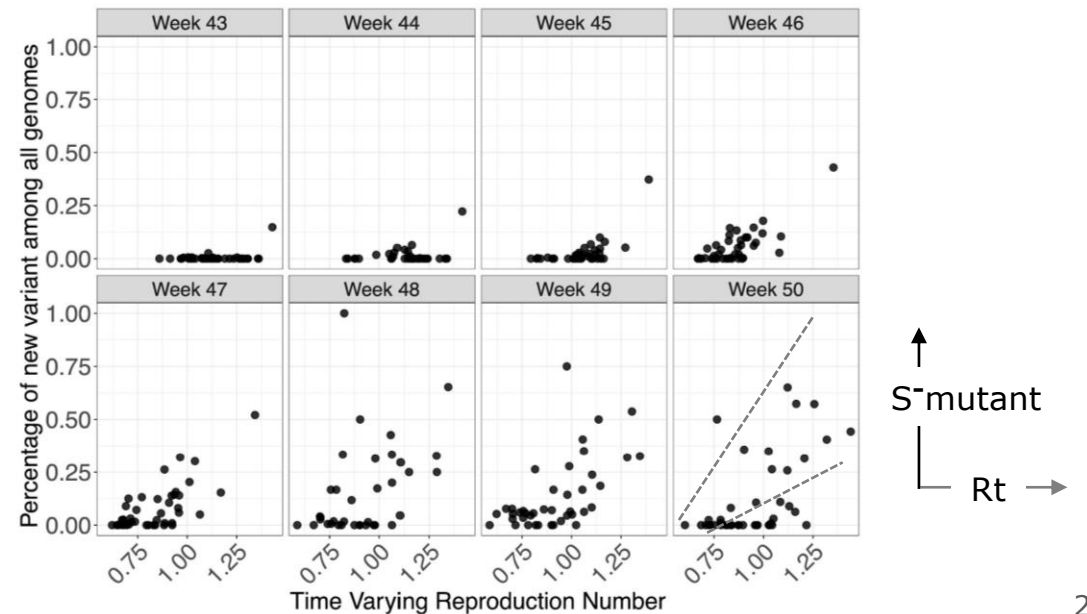 Week 43 Week 44 Week 45 Week 46
1.00
0.75
0.50
0.25
0.00
Week 47 Week 48 Week 49 Week 50
1.00
0.75
0.50
0.25
0.00
Percentage of new variant among all genomes
0.75 1.00 1.25 0.75 1.00 1.25 0.75 1.00 1.25 0.75 1.00 1.25
Time Varying Reproduction Number
S-mutant
Rt
2